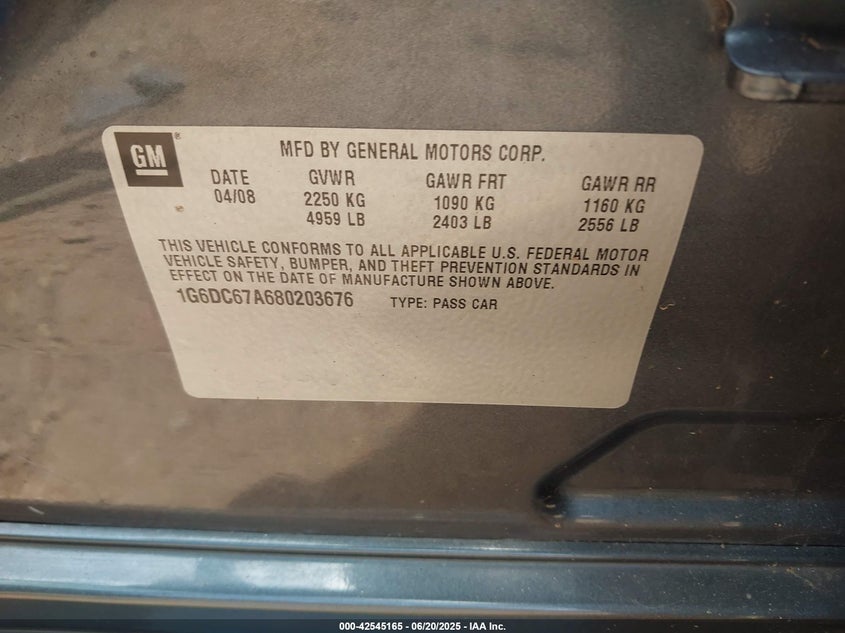 GM
MFD BY GENERAL MOTORS CORP.
DATE GVWR GAWR FRT GAWR RR
04/08 2250 KG 1090 KG 1160 KG
4959 LB 2403 LB 2556 LB
THIS VEHICLE CONFORMS TO ALL APPLICABLE U.S. FEDERAL MOTOR
VEHICLE SAFETY, BUMPER, AND THEFT PREVENTION STANDARDS IN
EFFECT ON THE DATE OF MANUFACTURE SHOWN ABOVE.
1G6DC67A680203676 TYPE: PASS CAR
000-42545165 - 06/20/2025 - IAA Inc.